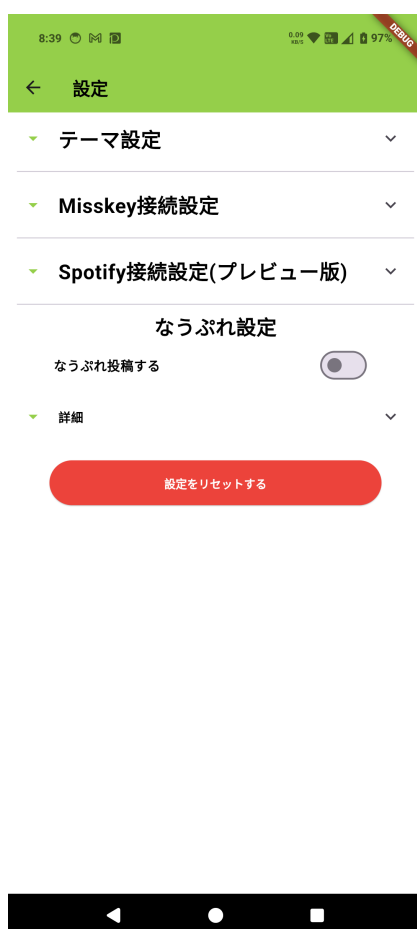 8:39
0.09
KB/S
97%
DEBUG
設定
テーマ設定
Misskey接続設定
Spotify接続設定(プレビュー版)
なうぷれ設定
なうぷれ投稿する
詳細
設定をリセットする